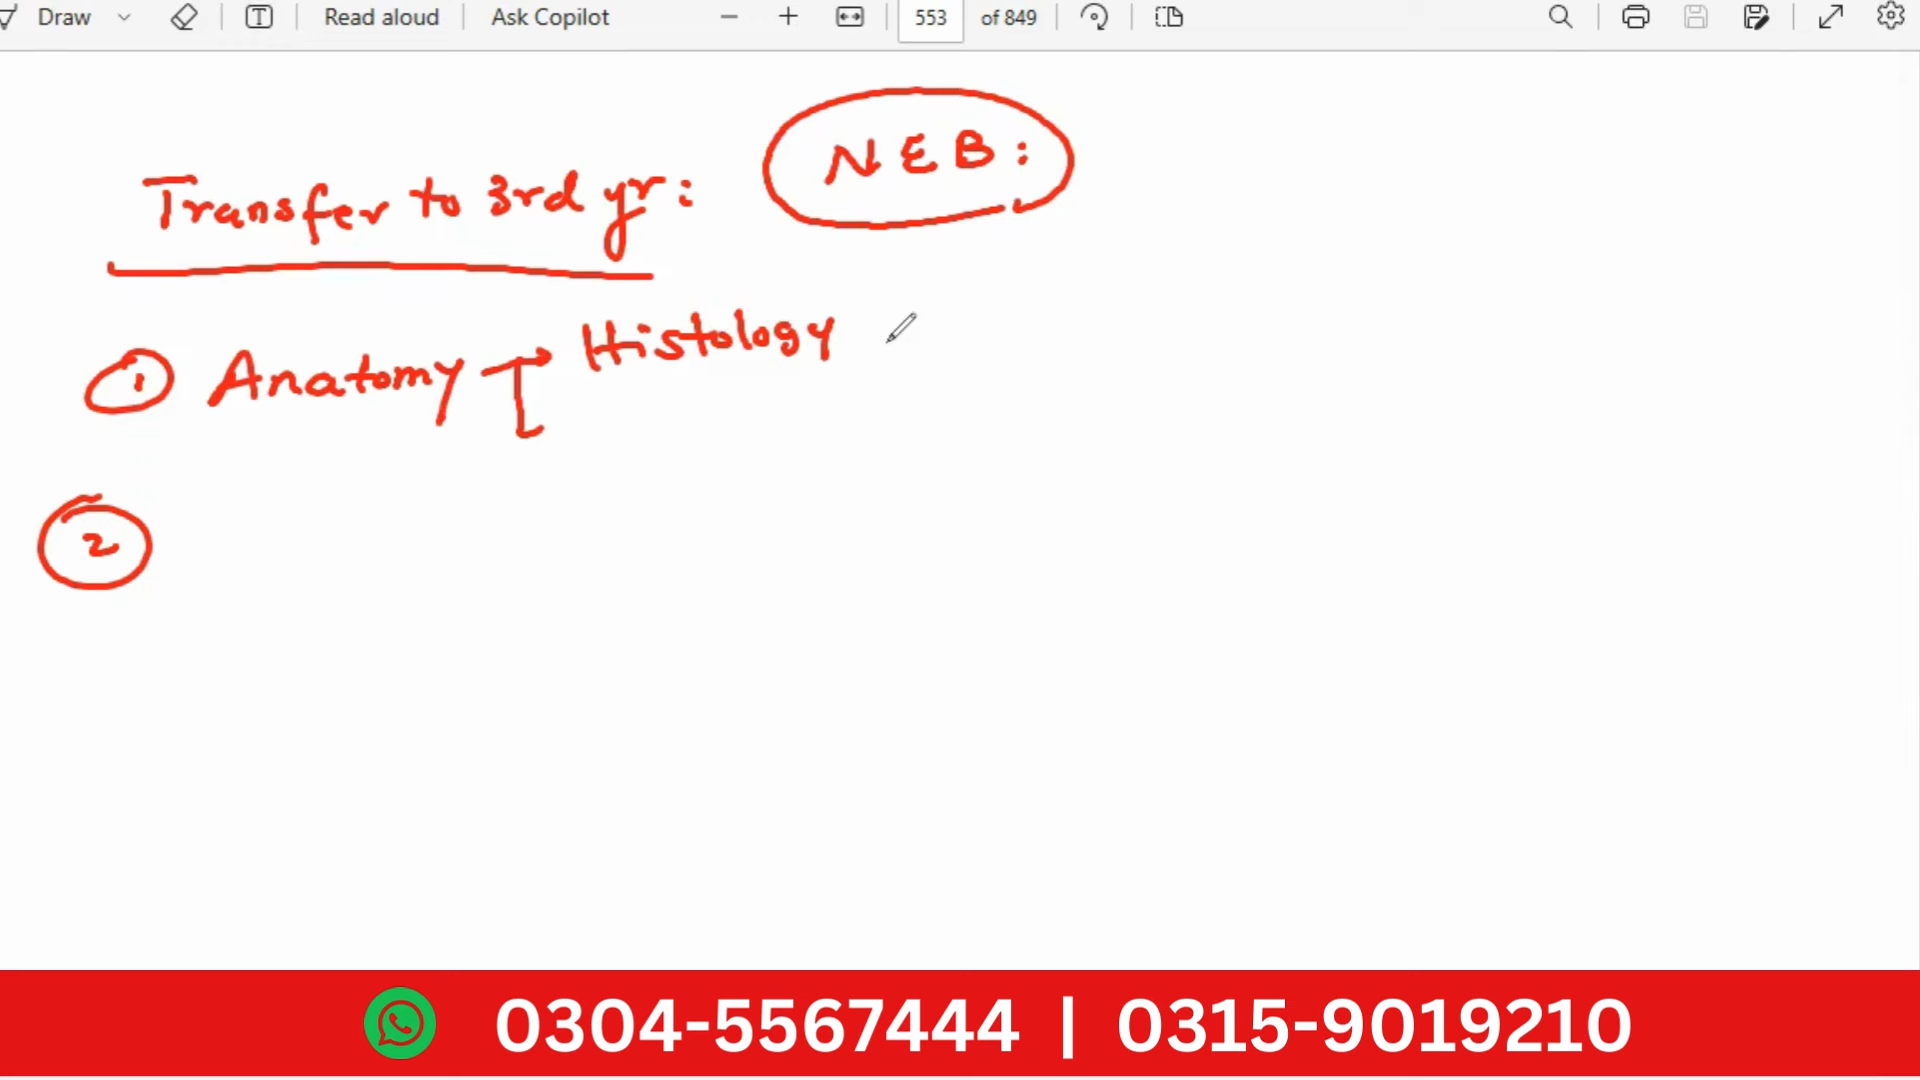 Draw Read aloud Ask Copilot 553 of 849
NEB:
Transfer to 3rd yr:
1 Anatomy Histology
2
0304-5567444 | 0315-9019210